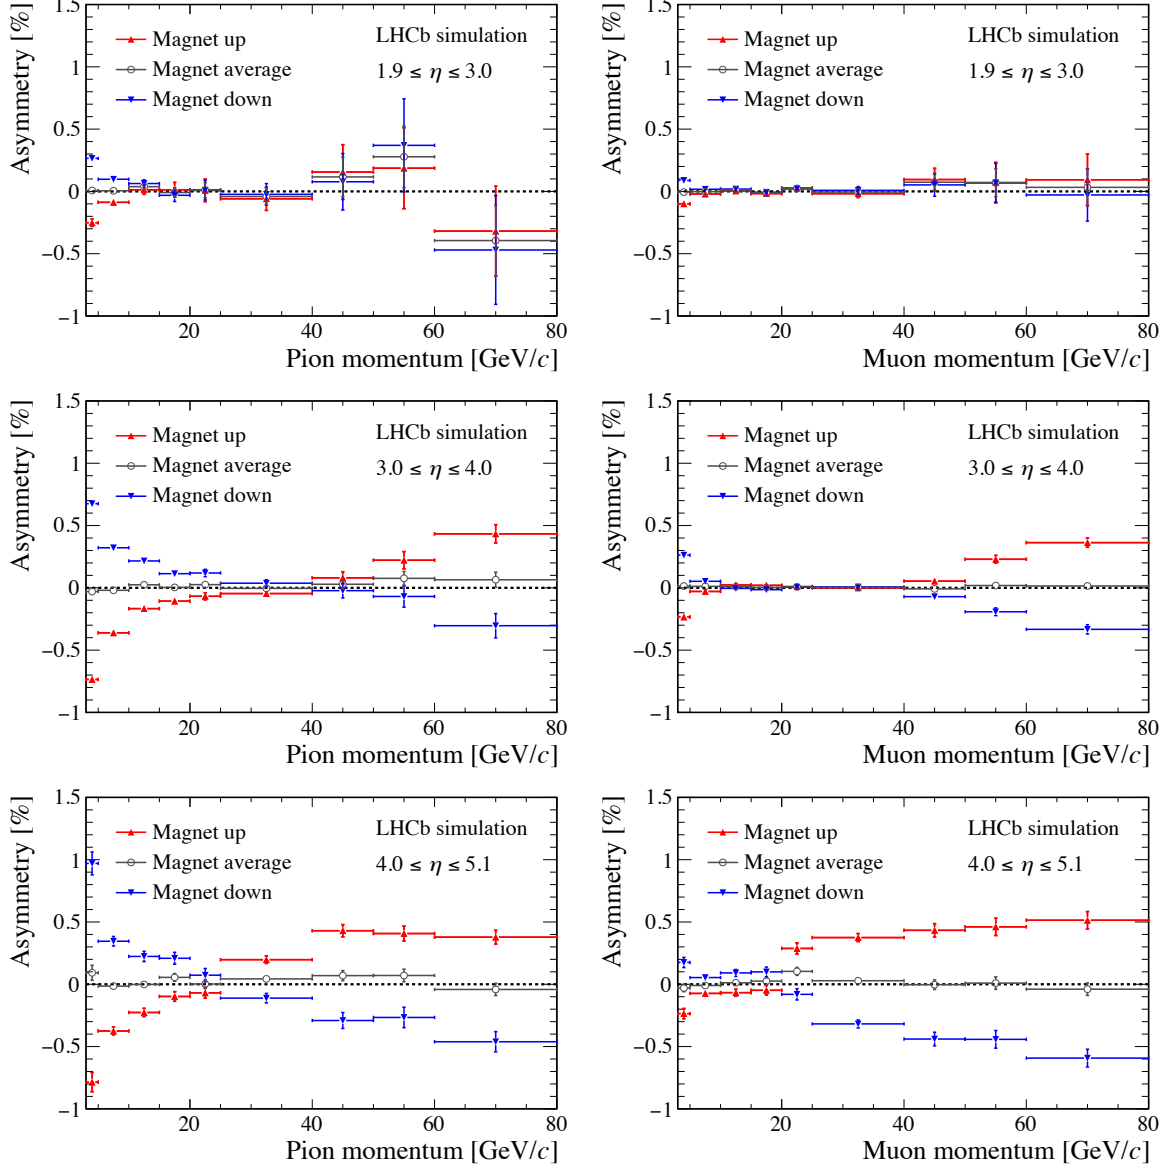 Asymmetry [%]
1
0.5
0
−0.5
−1
Magnet up
Magnet average
Magnet down
LHCb simulation
1.9 ≤ η ≤ 3.0
20 40 60 80
Pion momentum [GeV/c]
Asymmetry [%]
1
0.5
0
−0.5
−1
Magnet up
Magnet average
Magnet down
LHCb simulation
1.9 ≤ η ≤ 3.0
20 40 60 80
Muon momentum [GeV/c]
Asymmetry [%]
1.5
1
0.5
0
−0.5
−1
Magnet up
Magnet average
Magnet down
LHCb simulation
3.0 ≤ η ≤ 4.0
20 40 60 80
Pion momentum [GeV/c]
Asymmetry [%]
1.5
1
0.5
0
−0.5
−1
Magnet up
Magnet average
Magnet down
LHCb simulation
3.0 ≤ η ≤ 4.0
20 40 60 80
Muon momentum [GeV/c]
Asymmetry [%]
1.5
1
0.5
0
−0.5
−1
Magnet up
Magnet average
Magnet down
LHCb simulation
4.0 ≤ η ≤ 5.1
20 40 60 80
Pion momentum [GeV/c]
Asymmetry [%]
1.5
1
0.5
0
−0.5
−1
Magnet up
Magnet average
Magnet down
LHCb simulation
4.0 ≤ η ≤ 5.1
20 40 60 80
Muon momentum [GeV/c]